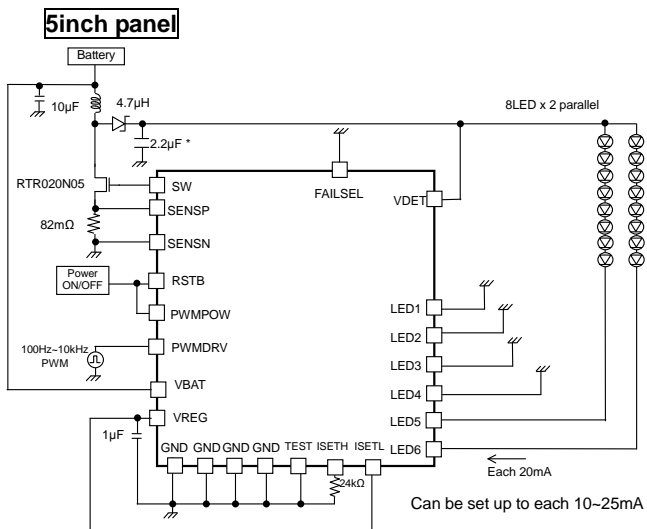 5inch panel
Battery
10µF
4.7µH
2.2µF *
8LED x 2 parallel
RTR020N05
82mΩ
SW
SENSP
SENSN
FAILSEL
VDET
Power
ON/OFF
RSTB
PWMPOW
100Hz~10kHz
PWM
PWMDRV
VBAT
VREG
1µF
LED1
LED2
LED3
LED4
LED5
LED6
GND GND GND GND TEST ISETH ISETL
24kΩ
Each 20mA
Can be set up to each 10~25mA